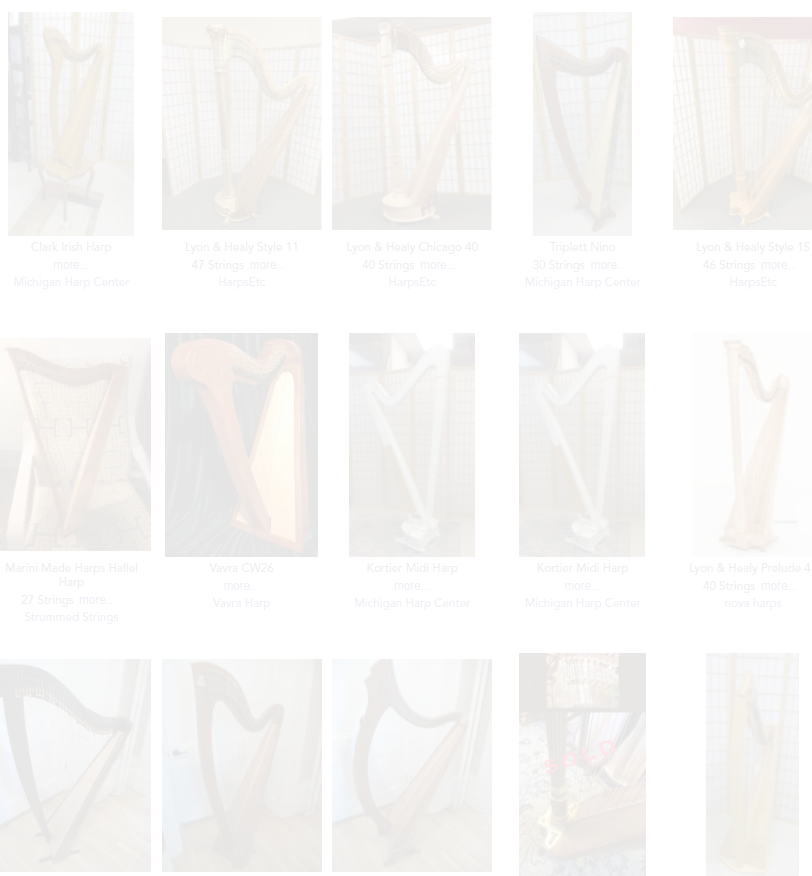 Clark Irish Harp
more...
Michigan Harp Center
Lyon & Healy Style 11
47 Strings more...
HarpsEtc
Lyon & Healy Chicago 40
40 Strings more...
HarpsEtc
Triplett Nino
30 Strings more...
Michigan Harp Center
Lyon & Healy Style 15
46 Strings more...
HarpsEtc
Marini Made Harps Hallel
Harp
27 Strings more...
Strummed Strings
Vavra CW26
more...
Vavra Harp
Kortier Midi Harp
more...
Michigan Harp Center
Kortier Midi Harp
more...
Michigan Harp Center
Lyon & Healy Prelude 4
40 Strings more...
nova harps
SOLD